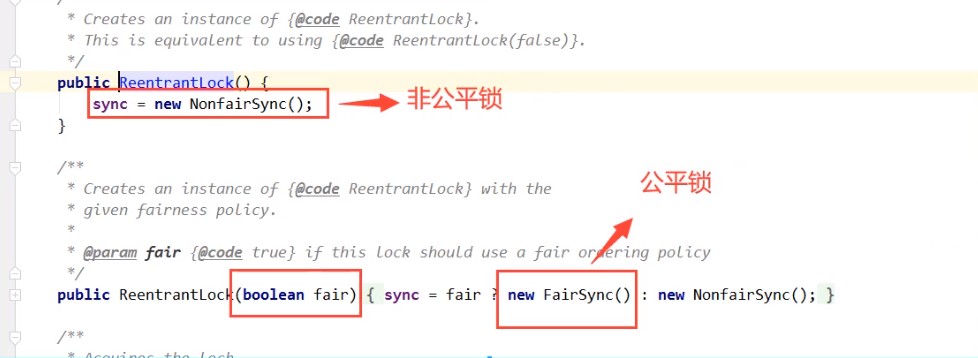 * Creates an instance of {@code ReentrantLock}.
* This is equivalent to using {@code ReentrantLock(false)}.
*/
public ReentrantLock() {
sync = new NonfairSync();
非公平锁
}
/**
* Creates an instance of {@code ReentrantLock} with the
公平锁
* given fairness policy.
*
* @param fair {@code true} if this lock should use a fair ordering policy
*/
public ReentrantLock(boolean fair) { sync = fair ? new FairSync() : new NonfairSync(); }
/**